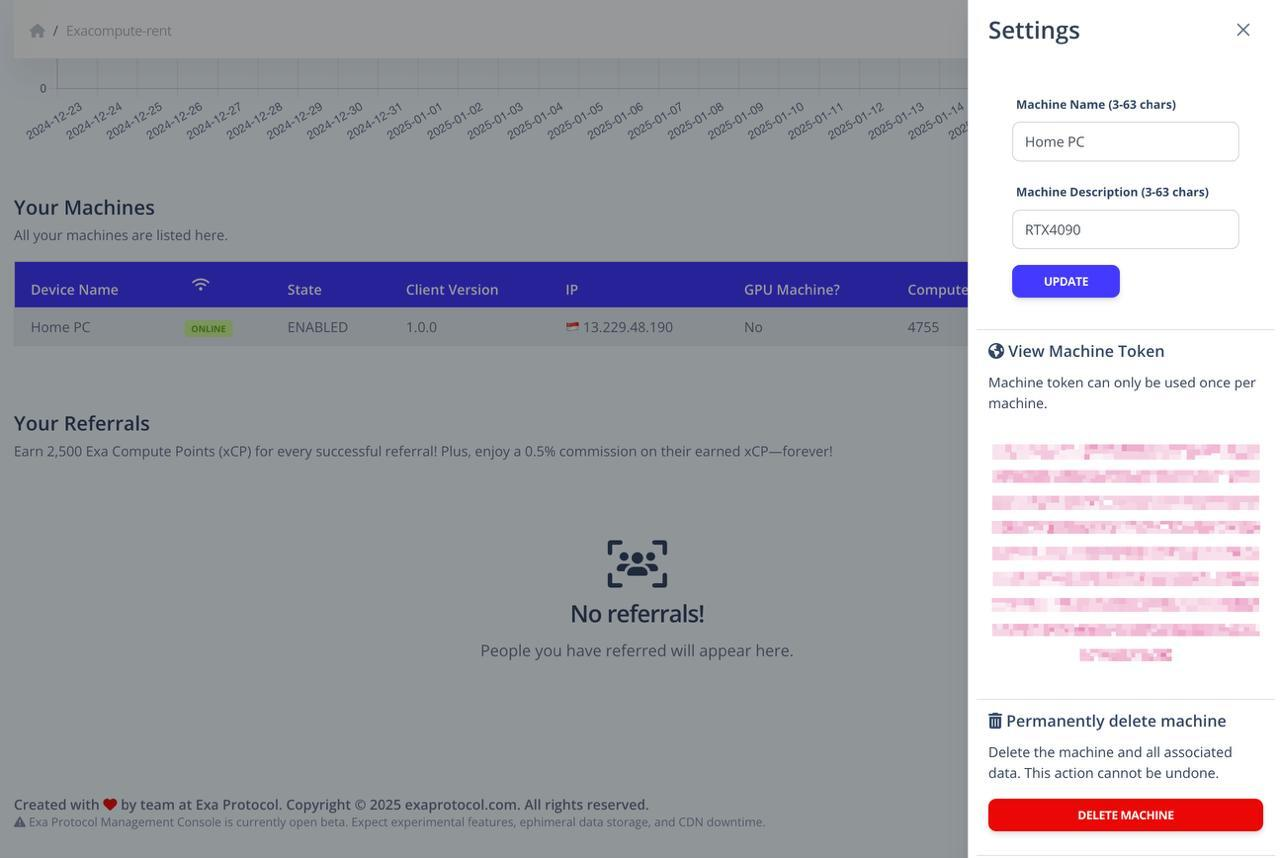 / Exacompute-rent
0
2024-12-23 2024-12-24 2024-12-25 2024-12-26 2024-12-27 2024-12-28 2024-12-29 2024-12-30 2024-12-31 2025-01-01 2025-01-02 2025-01-03 2025-01-04 2025-01-05 2025-01-06 2025-01-07 2025-01-08 2025-01-09 2025-01-10 2025-01-11 2025-01-12 2025-01-13 2025-01-14
Your Machines
All your machines are listed here.
Device Name State Client Version IP GPU Machine? Compute
Home PC ONLINE ENABLED 1.0.0 13.229.48.190 No 4755
Your Referrals
Earn 2,500 Exa Compute Points (xCP) for every successful referral! Plus, enjoy a 0.5% commission on their earned xCP—forever!
No referrals!
People you have referred will appear here.
Created with ❤ by team at Exa Protocol. Copyright © 2025 exaprotocol.com. All rights reserved.
Exa Protocol Management Console is currently open beta. Expect experimental features, ephimeral data storage, and CDN downtime.
Settings
Machine Name (3-63 chars)
Home PC
Machine Description (3-63 chars)
RTX4090
UPDATE
View Machine Token
Machine token can only be used once per
machine.
Permanently delete machine
Delete the machine and all associated
data. This action cannot be undone.
DELETE MACHINE